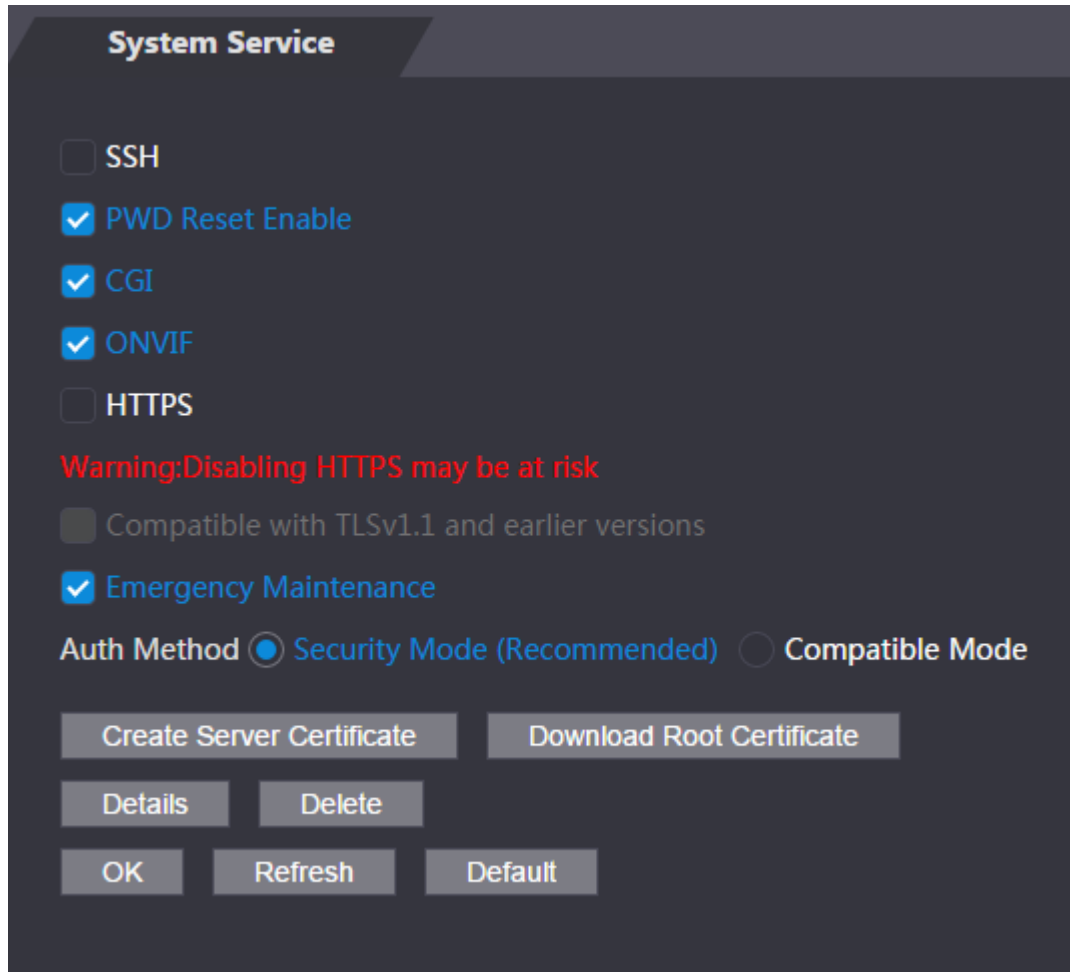 System Service
SSH
PWD Reset Enable
CGI
ONVIF
HTTPS
Warning:Disabling HTTPS may be at risk
Compatible with TLSv1.1 and earlier versions
Emergency Maintenance
Auth Method Security Mode (Recommended) Compatible Mode
Create Server Certificate Download Root Certificate
Details Delete
OK Refresh Default